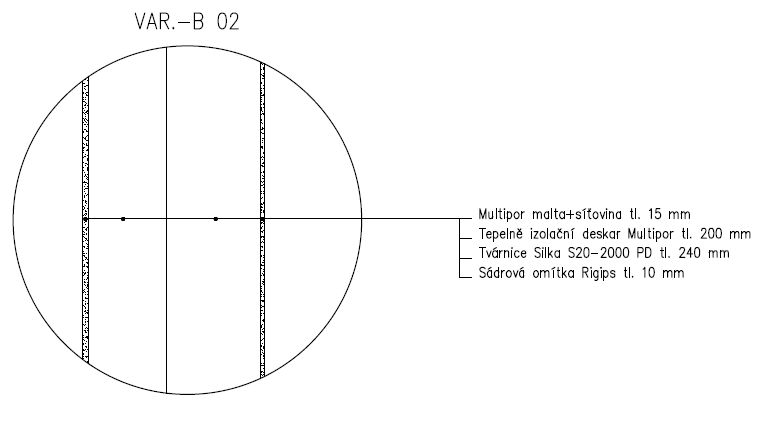 VAR.-B 02
Multipor malta+síťovina tl. 15 mm
Tepelně izolační deskar Multipor tl. 200 mm
Tvárnice Silka S20-2000 PD tl. 240 mm
Sádrová omítka Rigips tl. 10 mm